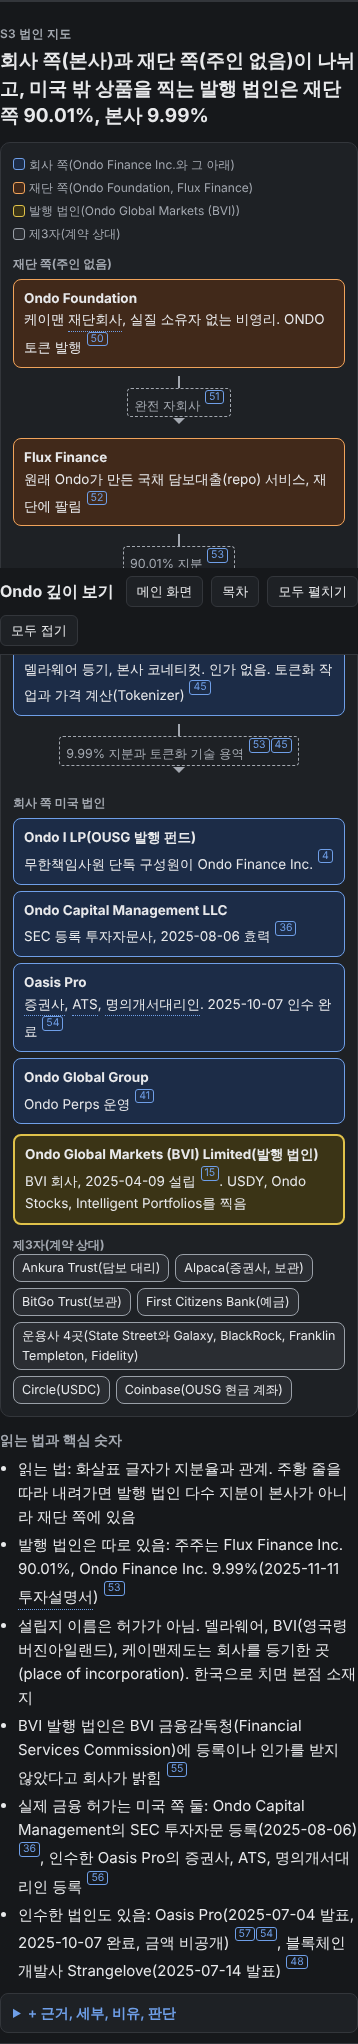 S3 법인 지도
회사 쪽(본사)과 재단 쪽(주인 없음)이 나뉘
고, 미국 밖 상품을 찍는 발행 법인은 재단
쪽 90.01%, 본사 9.99%
회사 쪽(Ondo Finance Inc.와 그 아래)
재단 쪽(Ondo Foundation, Flux Finance)
발행 법인(Ondo Global Markets (BVI))
제3자(계약 상대)
재단 쪽(주인 없음)
Ondo Foundation
케이맨 재단회사, 실질 소유자 없는 비영리. ONDO
토큰 발행 50
완전 자회사 51
Flux Finance
원래 Ondo가 만든 국채 담보대출(repo) 서비스, 재
단에 팔림 52
90.01% 지분 53
Ondo 깊이 보기
메인 화면
목차
모두 펼치기
모두 접기
델라웨어 등기, 본사 코네티컷. 인가 없음. 토큰화 작
업과 가격 계산(Tokenizer) 45
9.99% 지분과 토큰화 기술 용역 53 45
회사 쪽 미국 법인
Ondo I LP(OUSG 발행 펀드)
무한책임사원 단독 구성원이 Ondo Finance Inc. 4
Ondo Capital Management LLC
SEC 등록 투자자문사, 2025-08-06 효력 36
Oasis Pro
증권사, ATS, 명의개서대리인. 2025-10-07 인수 완
료 54
Ondo Global Group
Ondo Perps 운영 41
Ondo Global Markets (BVI) Limited(발행 법인)
BVI 회사, 2025-04-09 설립 15. USDY, Ondo
Stocks, Intelligent Portfolios를 찍음
제3자(계약 상대)
Ankura Trust(담보 대리)
Alpaca(증권사, 보관)
BitGo Trust(보관)
First Citizens Bank(예금)
운용사 4곳(State Street와 Galaxy, BlackRock, Franklin
Templeton, Fidelity)
Circle(USDC)
Coinbase(OUSG 현금 계좌)
읽는 법과 핵심 숫자
• 읽는 법: 화살표 글자가 지분율과 관계. 주황 줄을
따라 내려가면 발행 법인 다수 지분이 본사가 아니
라 재단 쪽에 있음
• 발행 법인은 따로 있음: 주주는 Flux Finance Inc.
90.01%, Ondo Finance Inc. 9.99%(2025-11-11
투자설명서) 53
• 설립지 이름은 허가가 아님. 델라웨어, BVI(영국령
버진아일랜드), 케이맨제도는 회사를 등기한 곳
(place of incorporation). 한국으로 치면 본점 소재
지
• BVI 발행 법인은 BVI 금융감독청(Financial
Services Commission)에 등록이나 인가를 받지
않았다고 회사가 밝힘 55
• 실제 금융 허가는 미국 쪽 둘: Ondo Capital
Management의 SEC 투자자문 등록(2025-08-06)
36, 인수한 Oasis Pro의 증권사, ATS, 명의개서대
리인 등록 56
• 인수한 법인도 있음: Oasis Pro(2025-07-04 발표,
2025-10-07 완료, 금액 비공개) 57 54, 블록체인
개발사 Strangelove(2025-07-14 발표) 48
▶ + 근거, 세부, 비유, 판단